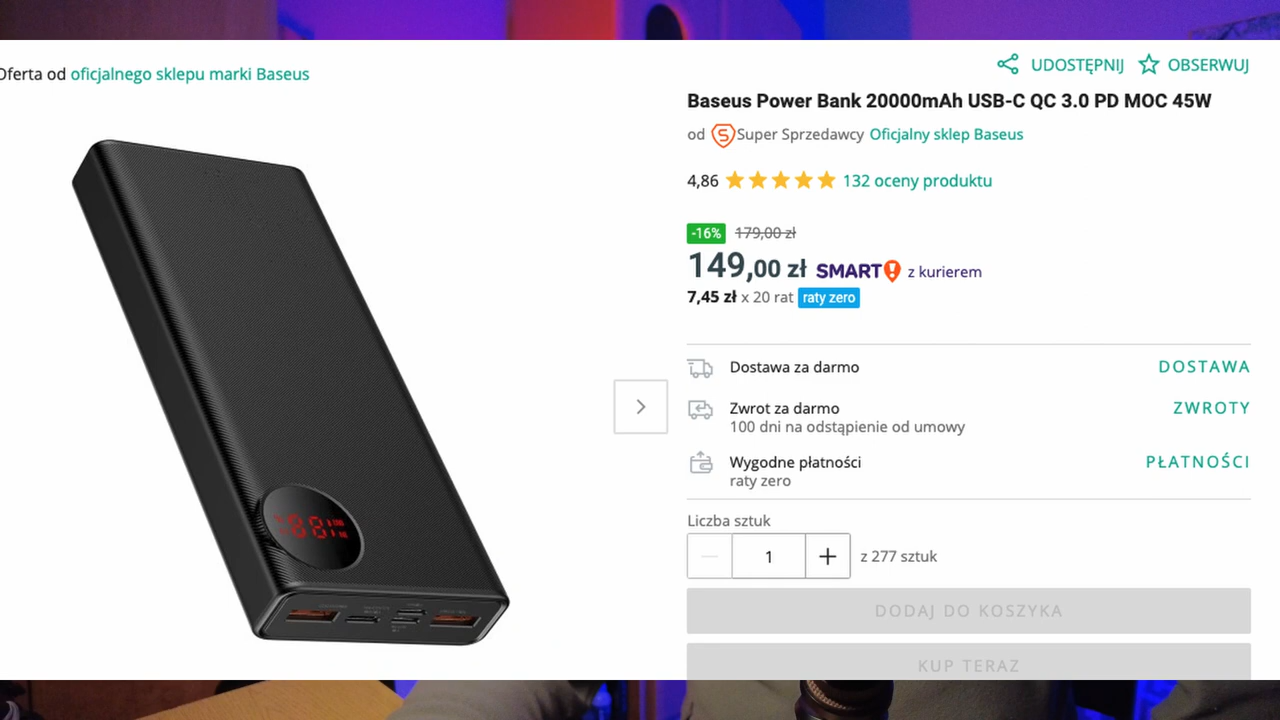 Oferta od oficjalnego sklepu marki Baseus
UDOSTĘPNIJ
OBSERWUJ
Baseus Power Bank 20000mAh USB-C QC 3.0 PD MOC 45W
od Super Sprzedawcy Oficjalny sklep Baseus
4,86 132 oceny produktu
-16% 179,00 zł
149,00 zł SMART! z kurierem
7,45 zł x 20 rat raty zero
Dostawa za darmo DOSTAWA
Zwrot za darmo ZWROTY
100 dni na odstąpienie od umowy
Wygodne płatności PŁATNOŚCI
raty zero
Liczba sztuk
1 z 277 sztuk
DODAJ DO KOSZYKA
KUP TERAZ